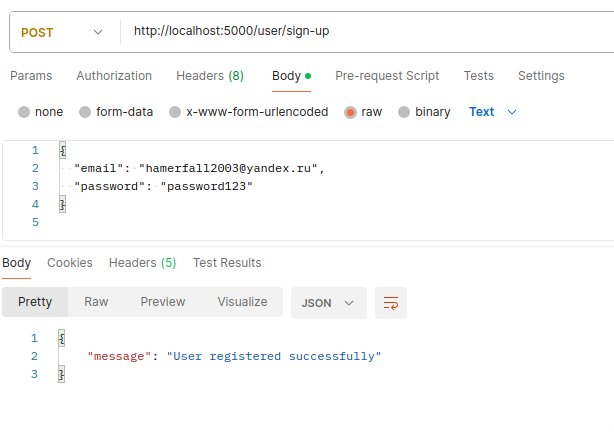 POST http://localhost:5000/user/sign-up
Params Authorization Headers (8) Body Pre-request Script Tests Settings
none form-data x-www-form-urlencoded raw binary Text
1 {
2 "email": "hamerfall2003@yandex.ru",
3 "password": "password123"
4 }
5
Body Cookies Headers (5) Test Results
Pretty Raw Preview Visualize JSON
1 {
2 "message": "User registered successfully"
3 }